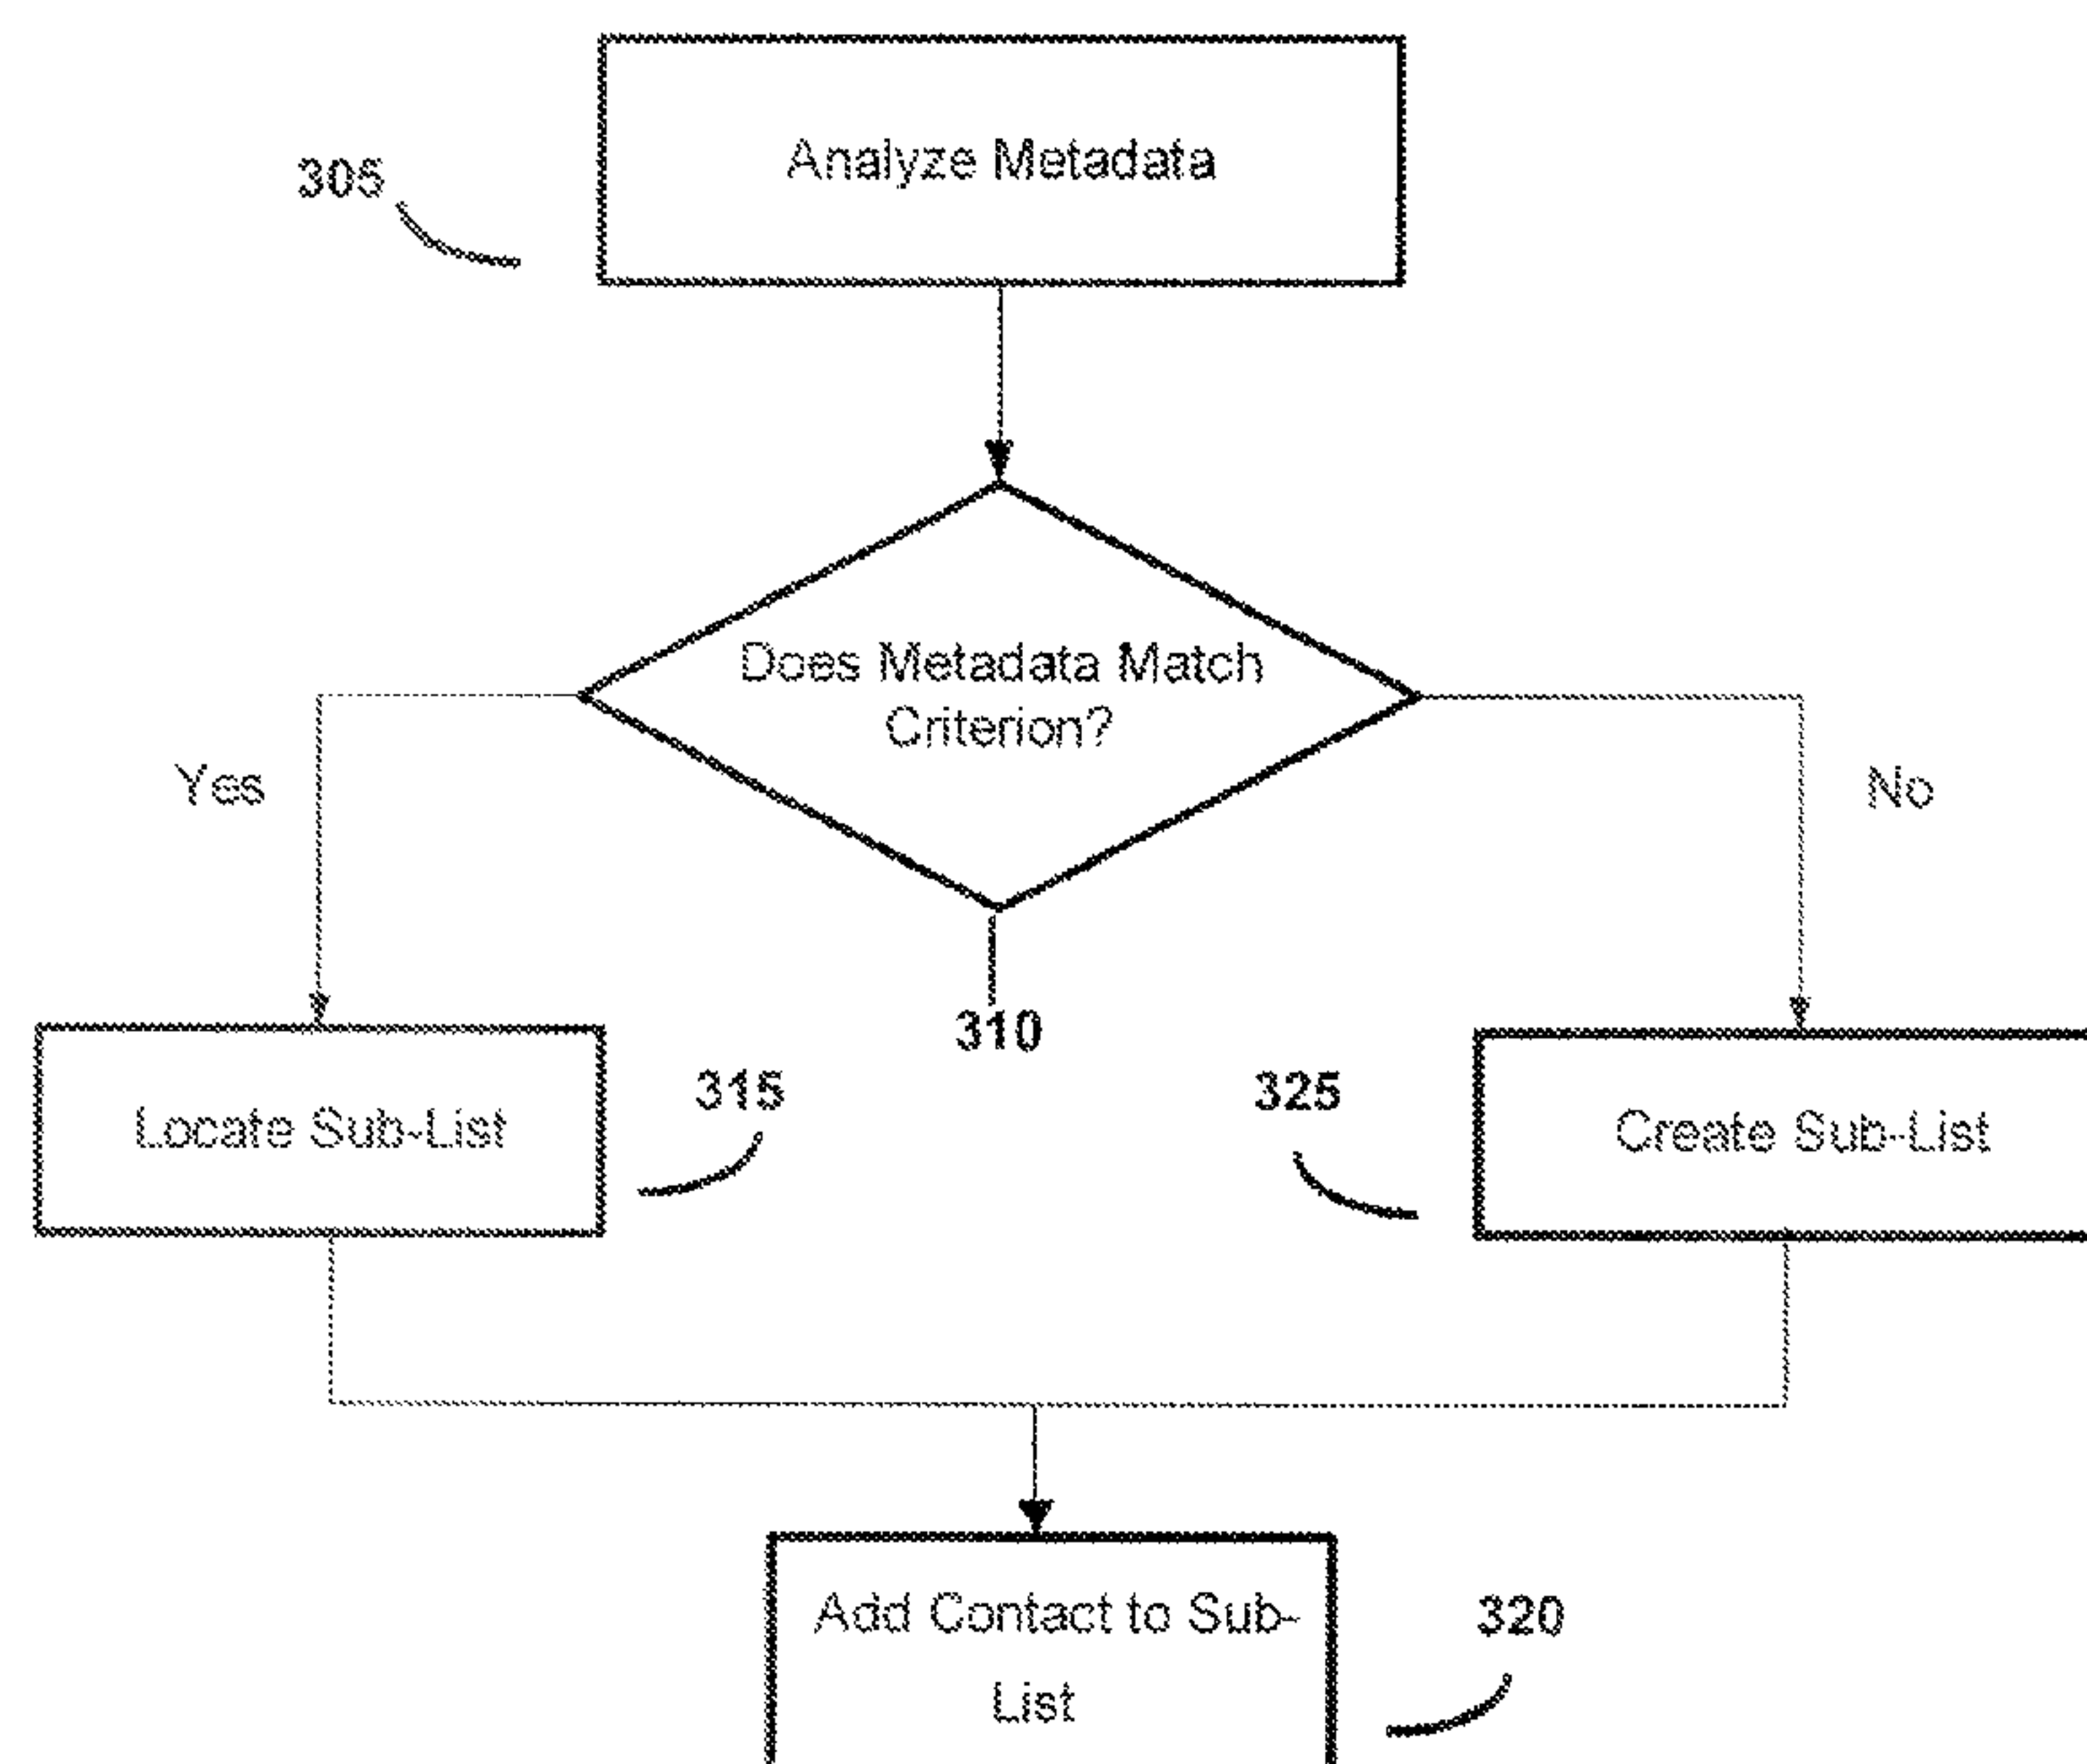 Analyze Metadata
305
Does Metadata Match
Criterion?
Yes
No
310
315
325
Locate Sub-List
Create Sub-List
Add Contact to Sub-
List
320